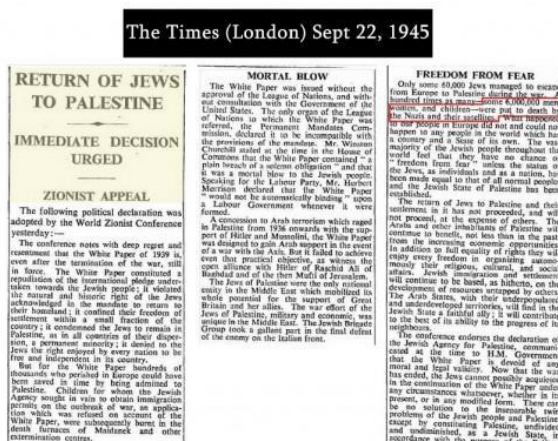 The Times (London) Sept 22, 1945
RETURN OF JEWS
TO PALESTINE
IMMEDIATE DECISION
URGED
ZIONIST APPEAL
The following political declaration was
adopted by the World Zionist Conference
yesterday:—
The conference notes with deep regret and
resentment that the White Paper of 1939 is,
even after the termination of the war, still
in force. The White Paper constituted a
repudiation of the international pledge under-
taken towards the Jewish people; it violated
the natural and historic right of the Jews
acknowledged in the mandate to return to
their homeland; it confined their freedom of
settlement within a small fraction of the
country; it condemned the Jews to remain in
Palestine, as in all countries of their disper-
sion, a permanent minority; it denied to the
Jews the right enjoyed by every nation to be
free and independent in its country.
But for the White Paper hundreds of
thousands who perished in Europe could have
been saved in time by being admitted to
Palestine. Children for whom the Jewish
Agency sought in vain to obtain immigration
permits on the outbreak of war, an applica-
tion which was refused on account of the
White Paper, were subsequently burnt in the
death furnaces of Maidanek and other
extermination centres.
MORTAL BLOW
The White Paper was issued without the
approval of the League of Nations, and with-
out consultation with the Government of the
United States. The only organ of the League
of Nations to which the White Paper was
referred, the Permanent Mandates Com-
mission, declared it to be incompatible with
the provisions of the mandate. Mr. Winston
Churchill stated at the time in the House of
Commons that the White Paper contained " a
plain breach of a solemn obligation " and that
it was a mortal blow to the Jewish people.
Speaking for the Labour Party, Mr. Herbert
Morrison declared that the White Paper
" would not be automatically binding " upon
a Labour Government whenever it were
formed.
A concession to Arab terrorism which raged
in Palestine from 1936 onwards with the sup-
port of Hitler and Mussolini, the White Paper
was designed to gain Arab support in the event
of a war with the Axis. But it failed to achieve
even that practical objective, as witness the
open alliance with Hitler of Raschid Ali of
Baghdad and of the then Mufti of Jerusalem.
The Jews of Palestine were the only national
entity in the Middle East which mobilized its
whole potential for the support of Great
Britain and her allies. The war effort of the
Jews of Palestine, military and economic, was
unique in the Middle East. The Jewish Brigade
Group took a gallant part in the final defeat
of the enemy on the Italian front.
FREEDOM FROM FEAR
Only some 60,000 Jews managed to escape
from Europe to Palestine during the war.
hundred times as many—some 6,000,000 men,
women, and children—were put to death by
the Nazis and their satellites. What happened
to our people in Europe did not and could not
happen to any people in the world which has
a country and a State of its own. The vast
majority of the Jewish people throughout the
world feel that they have no chance of
" freedom from fear " unless the status of
the Jews, as individuals and as a nation, has
been made equal to that of all normal peoples
and the Jewish State of Palestine has been
established.
The return of Jews to Palestine and their
settlement in it has not proceeded, and will
not proceed, at the expense of others. The
Arabs and other inhabitants of Palestine will
continue to benefit, no less than in the past,
from the increasing economic opportunities.
In addition to full equality of rights they will
enjoy every freedom in organizing autono-
mously their religious, cultural, and social
affairs. Jewish immigration and settlement
will continue to be based, as hitherto, on the
development of resources untapped by others.
The Arab States, with their underpopulated
and underdeveloped territories, will find in the
Jewish State a faithful ally; it will contribute
to the best of its ability to the progress of its
neighbours.
The conference endorses the declaration of
the Jewish Agency for Palestine, communi-
cated at the time to H.M. Government
that the White Paper is devoid of any
moral and legal validity. Now that the war
has ended, the Jews cannot possibly acquiesce
in the continuation of the White Paper under
any circumstances whatsoever, whether in its
present, or in any modified form. There can
be no solution to the inseparable twin
problems of the Jewish people and Palestine
except by constituting Palestine, undivided
and undiminished, as a Jewish State, in